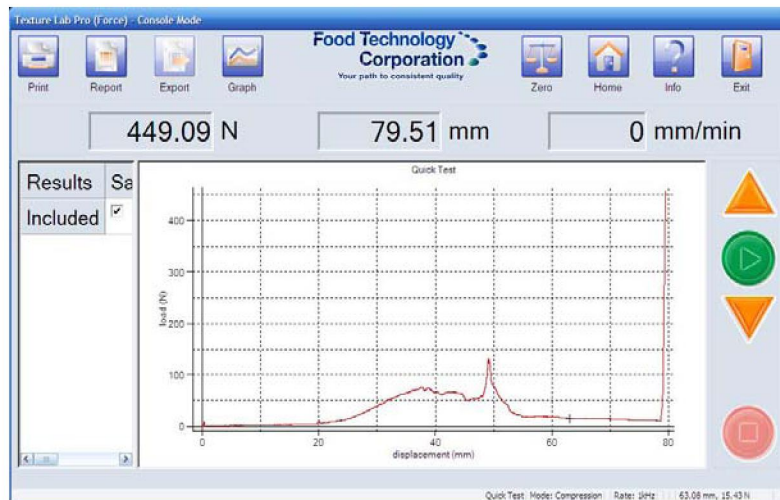 Texture Lab Pro (Force) - Console Mode
Food Technology
Corporation
Your path to consistent quality
Print
Report
Export
Graph
Zero
Home
Info
Exit
449.09 N
79.51 mm
0 mm/min
Results Sa
Included
Quick Test
load (N)
400
300
200
100
0
0 20 40 60 80
displacement (mm)
Quick Test Mode: Compression Rate: 1kHz 63.08 mm, 15.43 N